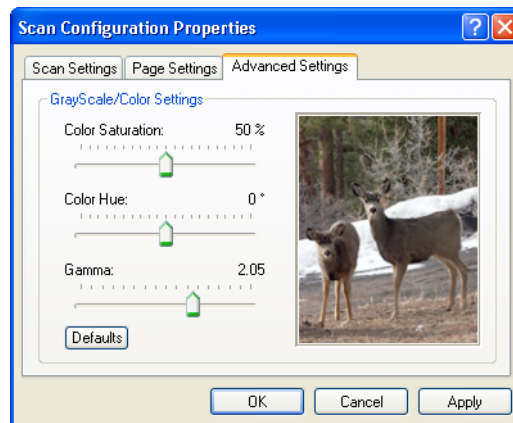 Scan Configuration Properties
Scan Settings Page Settings Advanced Settings
GrayScale/Color Settings
Color Saturation: 50 %
Color Hue: 0 °
Gamma: 2.05
Defaults
OK Cancel Apply